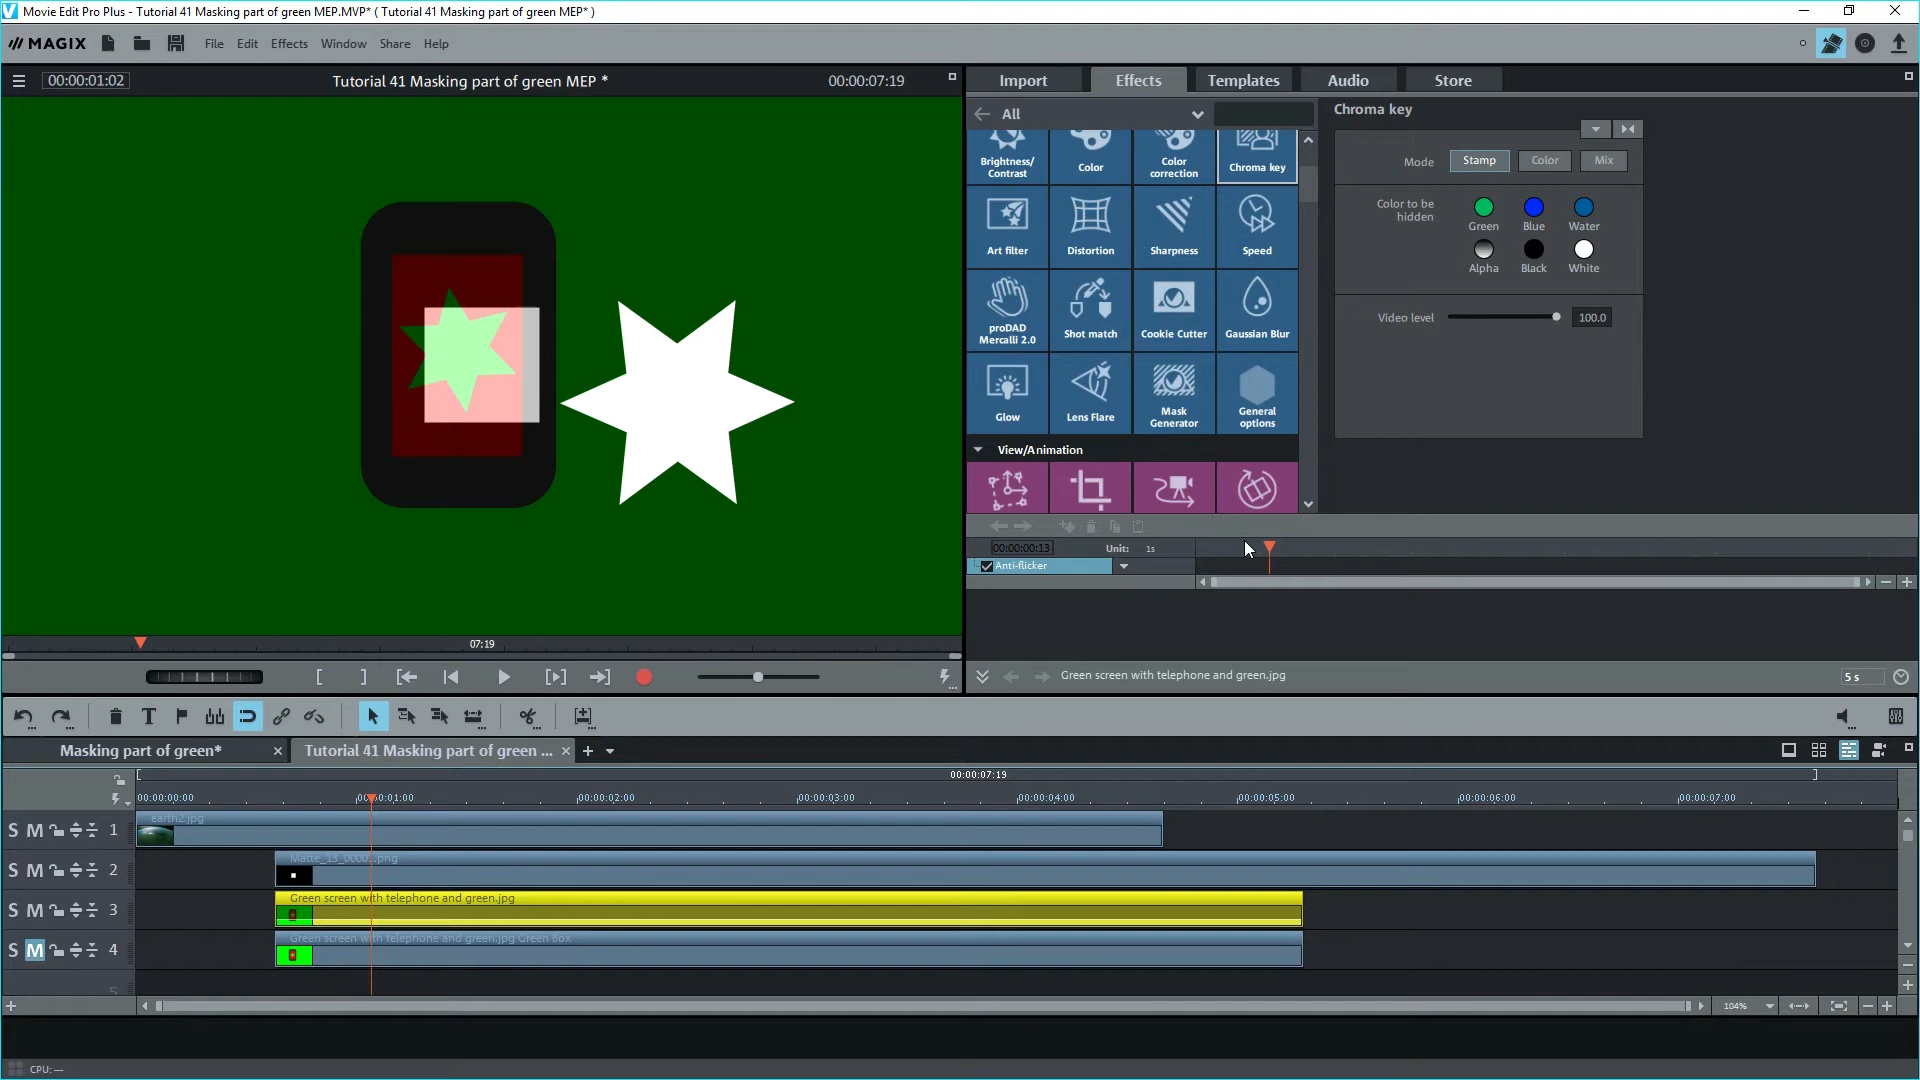 Movie Edit Pro Plus - Tutorial 41 Masking part of green MEP.MVP* ( Tutorial 41 Masking part of green MEP* )
MAGIX File Edit Effects Window Share Help
00:00:01:02 Tutorial 41 Masking part of green MEP * 00:00:07:19
Import Effects Templates Audio Store
All
Chroma key
Brightness/
Contrast
Color
Color
correction
Chroma key
Mode Stamp Color Mix
Color to be
hidden
Green Blue Water
Alpha Black White
Video level 100.0
Art filter Distortion Sharpness Speed
proDAD
Mercalli 2.0
Shot match Cookie Cutter Gaussian Blur
Glow Lens Flare
Mask
Generator
General
options
View/Animation
00:00:00:13 Unit: 1s
Anti-flicker
07:19
Green screen with telephone and green.jpg 5 s
Masking part of green* Tutorial 41 Masking part of green ...
00:00:07:19
00:00:00:00 00:00:01:00 00:00:02:00 00:00:03:00 00:00:04:00 00:00:05:00 00:00:06:00 00:00:07:00
S M 1 earth2.jpg
S M 2
S M 3 Green screen with telephone and green.jpg
S M 4 Green screen with telephone and green.jpg Green Box
5
104%
CPU: —